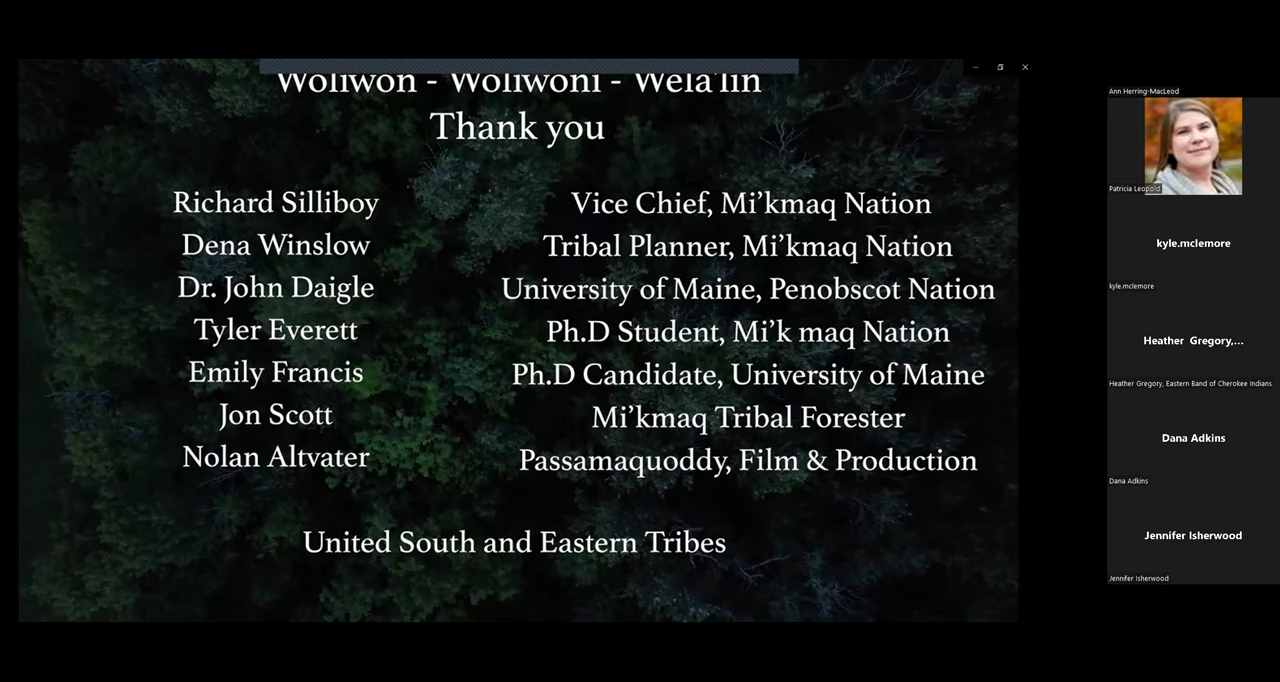 Woliwon - Woliwoni - Wela'lin
Thank you
Richard Silliboy Vice Chief, Mi’kmaq Nation
Dena Winslow Tribal Planner, Mi’kmaq Nation
Dr. John Daigle University of Maine, Penobscot Nation
Tyler Everett Ph.D Student, Mi’k maq Nation
Emily Francis Ph.D Candidate, University of Maine
Jon Scott Mi’kmaq Tribal Forester
Nolan Altvater Passamaquoddy, Film & Production
United South and Eastern Tribes
Ann Herring-MacLeod
Patricia Leopold
kyle.mclemore
kyle.mclemore
Heather Gregory,...
Heather Gregory, Eastern Band of Cherokee Indians
Dana Adkins
Dana Adkins
Jennifer Isherwood
Jennifer Isherwood